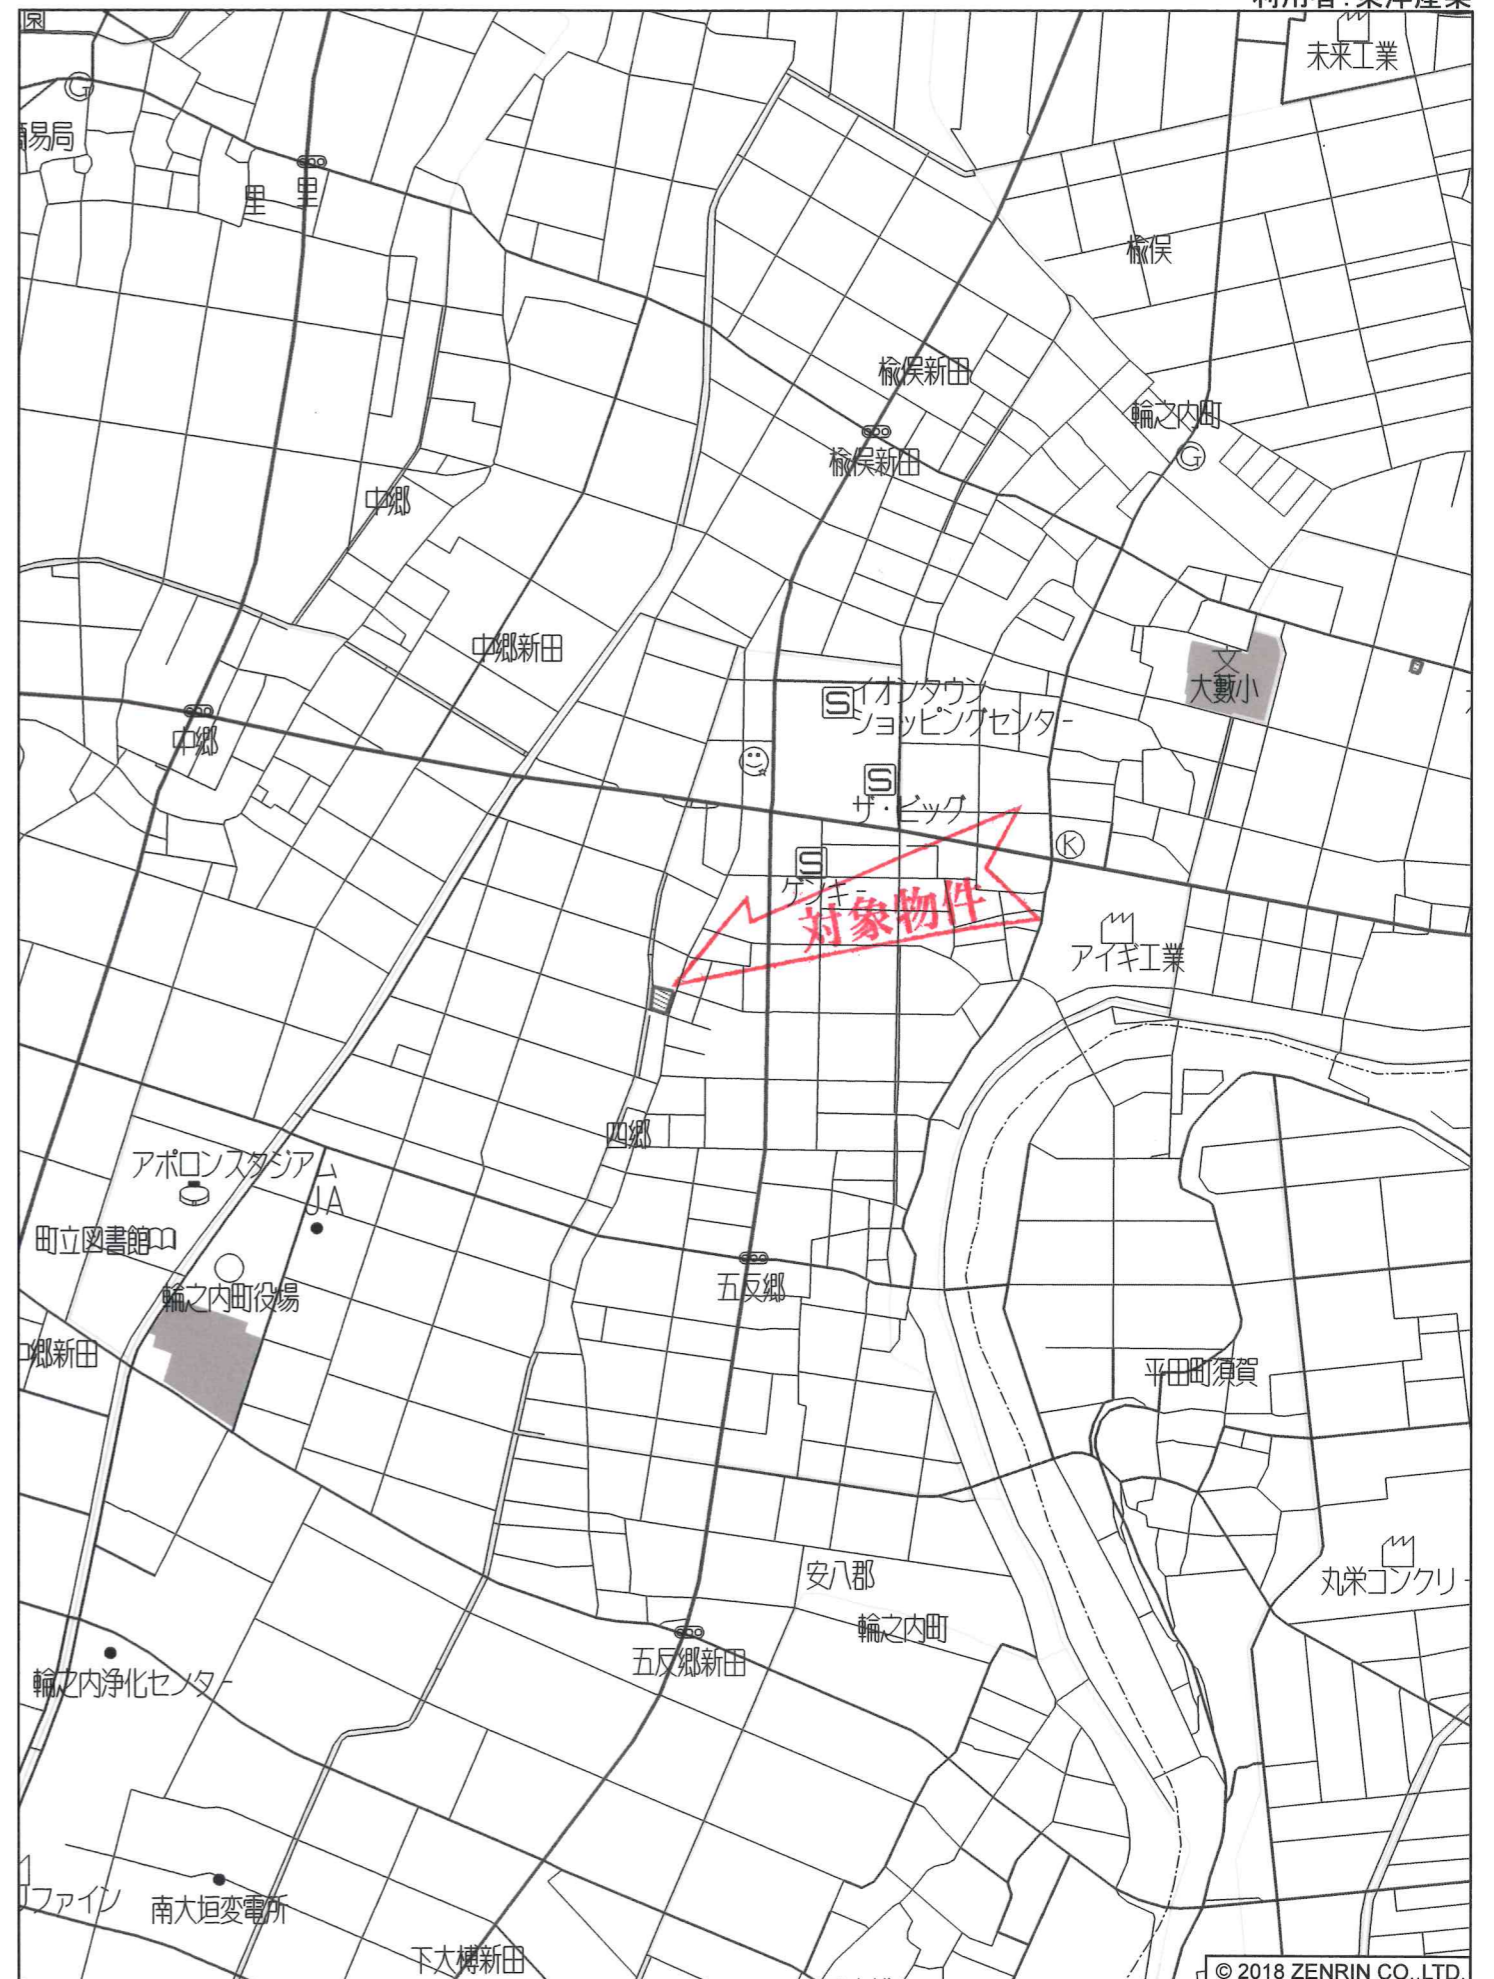 園
未来工業
易局
里
里
楡俣
楡俣新田
輪之内町
G
楡俣新田
G
中郷
中郷新田
文
大藪小
S イオンタウン
ショッピングセンター
中郷
S
ザ・ビッグ
K
S
ゲンキー
対象物件
アイギ工業
四郷
アポロンスタジアム
JA
町立図書館
五反郷
輪之内町役場
郷新田
平田町須賀
安八郡
丸栄コンクリ
輪之内町
五反郷新田
輪之内浄化センター
リファイン
南大垣変電所
下大榑新田
© 2018 ZENRIN CO.,LTD.